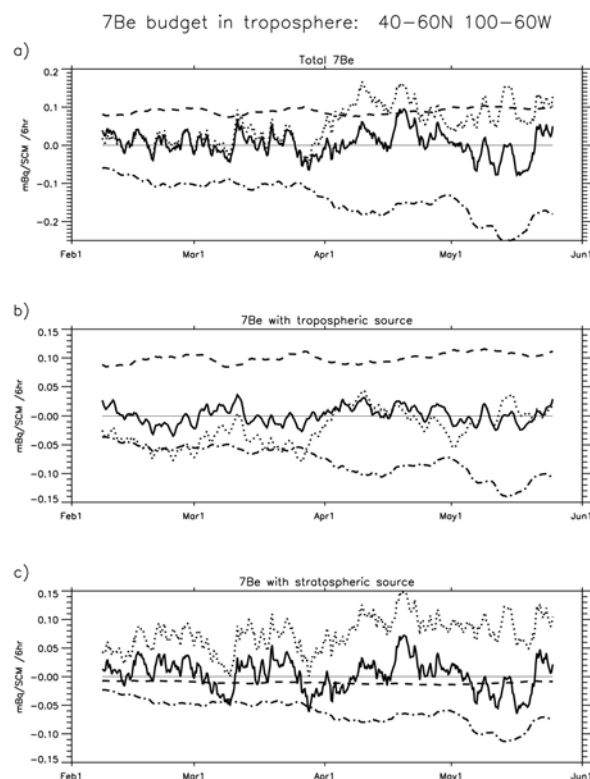 7Be budget in troposphere: 40−60N 100−60W
a)
Total 7Be
0.2
0.1
0.0
−0.1
−0.2
mBq/SCM /6hr
Feb1 Mar1 Apr1 May1 Jun1
b)
7Be with tropospheric source
0.15
0.10
0.05
−0.00
−0.05
−0.10
−0.15
mBq/SCM /6hr
Feb1 Mar1 Apr1 May1 Jun1
c)
7Be with stratospheric source
0.15
0.10
0.05
−0.00
−0.05
−0.10
−0.15
mBq/SCM /6hr
Feb1 Mar1 Apr1 May1 Jun1